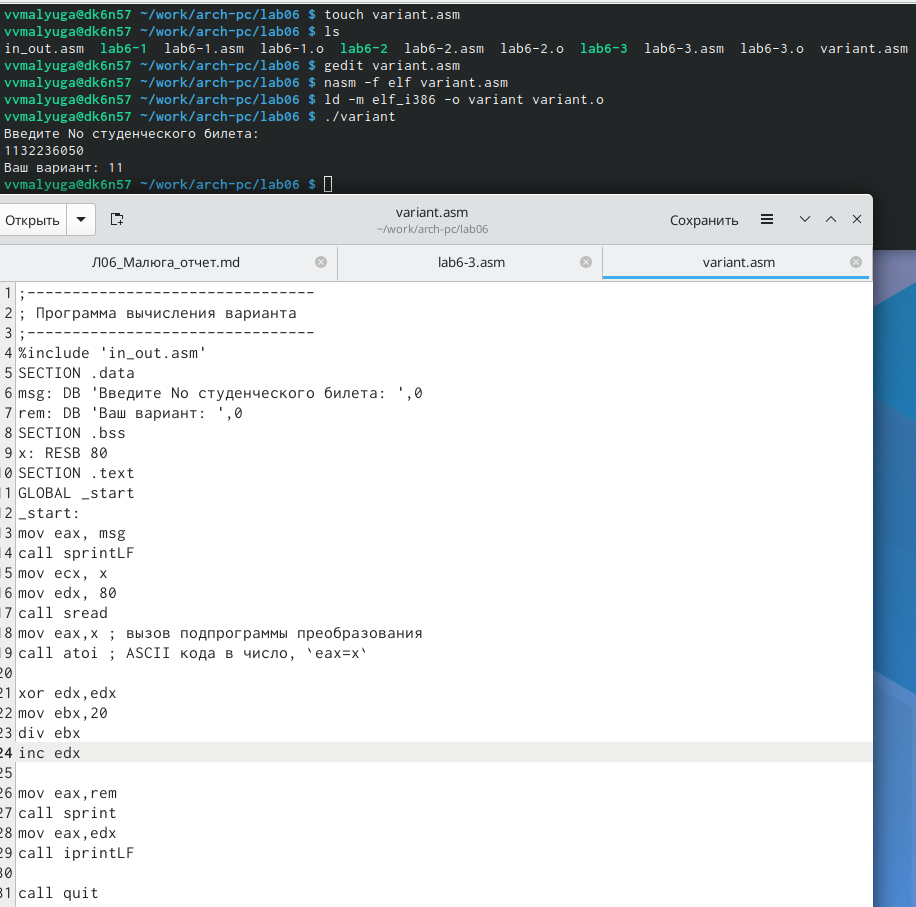 vvmalyuga@dk6n57 ~/work/arch-pc/lab06 $ touch variant.asm
vvmalyuga@dk6n57 ~/work/arch-pc/lab06 $ ls
in_out.asm lab6-1 lab6-1.asm lab6-1.o lab6-2 lab6-2.asm lab6-2.o lab6-3 lab6-3.asm lab6-3.o variant.asm
vvmalyuga@dk6n57 ~/work/arch-pc/lab06 $ gedit variant.asm
vvmalyuga@dk6n57 ~/work/arch-pc/lab06 $ nasm -f elf variant.asm
vvmalyuga@dk6n57 ~/work/arch-pc/lab06 $ ld -m elf_i386 -o variant variant.o
vvmalyuga@dk6n57 ~/work/arch-pc/lab06 $ ./variant
Введите No студенческого билета:
1132236050
Ваш вариант: 11
vvmalyuga@dk6n57 ~/work/arch-pc/lab06 $
Открыть variant.asm Сохранить
~/work/arch-pc/lab06
Л06_Малюга_отчет.md lab6-3.asm variant.asm
1 ;--------------------------------
2 ; Программа вычисления варианта
3 ;--------------------------------
4 %include 'in_out.asm'
5 SECTION .data
6 msg: DB 'Введите No студенческого билета: ',0
7 rem: DB 'Ваш вариант: ',0
8 SECTION .bss
9 x: RESB 80
10 SECTION .text
11 GLOBAL _start
12 _start:
13 mov eax, msg
14 call sprintLF
15 mov ecx, x
16 mov edx, 80
17 call sread
18 mov eax,x ; вызов подпрограммы преобразования
19 call atoi ; ASCII кода в число, `eax=x`
20
21 xor edx,edx
22 mov ebx,20
23 div ebx
24 inc edx
25
26 mov eax,rem
27 call sprint
28 mov eax,edx
29 call iprintLF
30
31 call quit